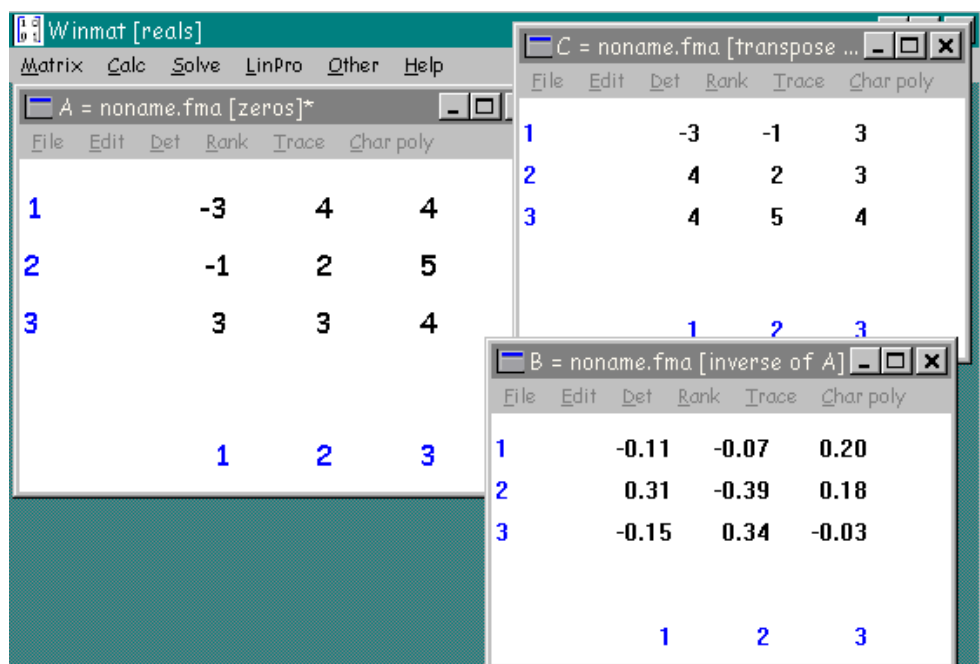 Winmat [reals]
Matrix Calc Solve LinPro Other Help
A = noname.fma [zeros]*
File Edit Det Rank Trace Char poly
1 -3 4 4
2 -1 2 5
3 3 3 4
1 2 3
C = noname.fma [transpose ...
File Edit Det Rank Trace Char poly
1 -3 -1 3
2 4 2 3
3 4 5 4
1 2 3
B = noname.fma [inverse of A]
File Edit Det Rank Trace Char poly
1 -0.11 -0.07 0.20
2 0.31 -0.39 0.18
3 -0.15 0.34 -0.03
1 2 3